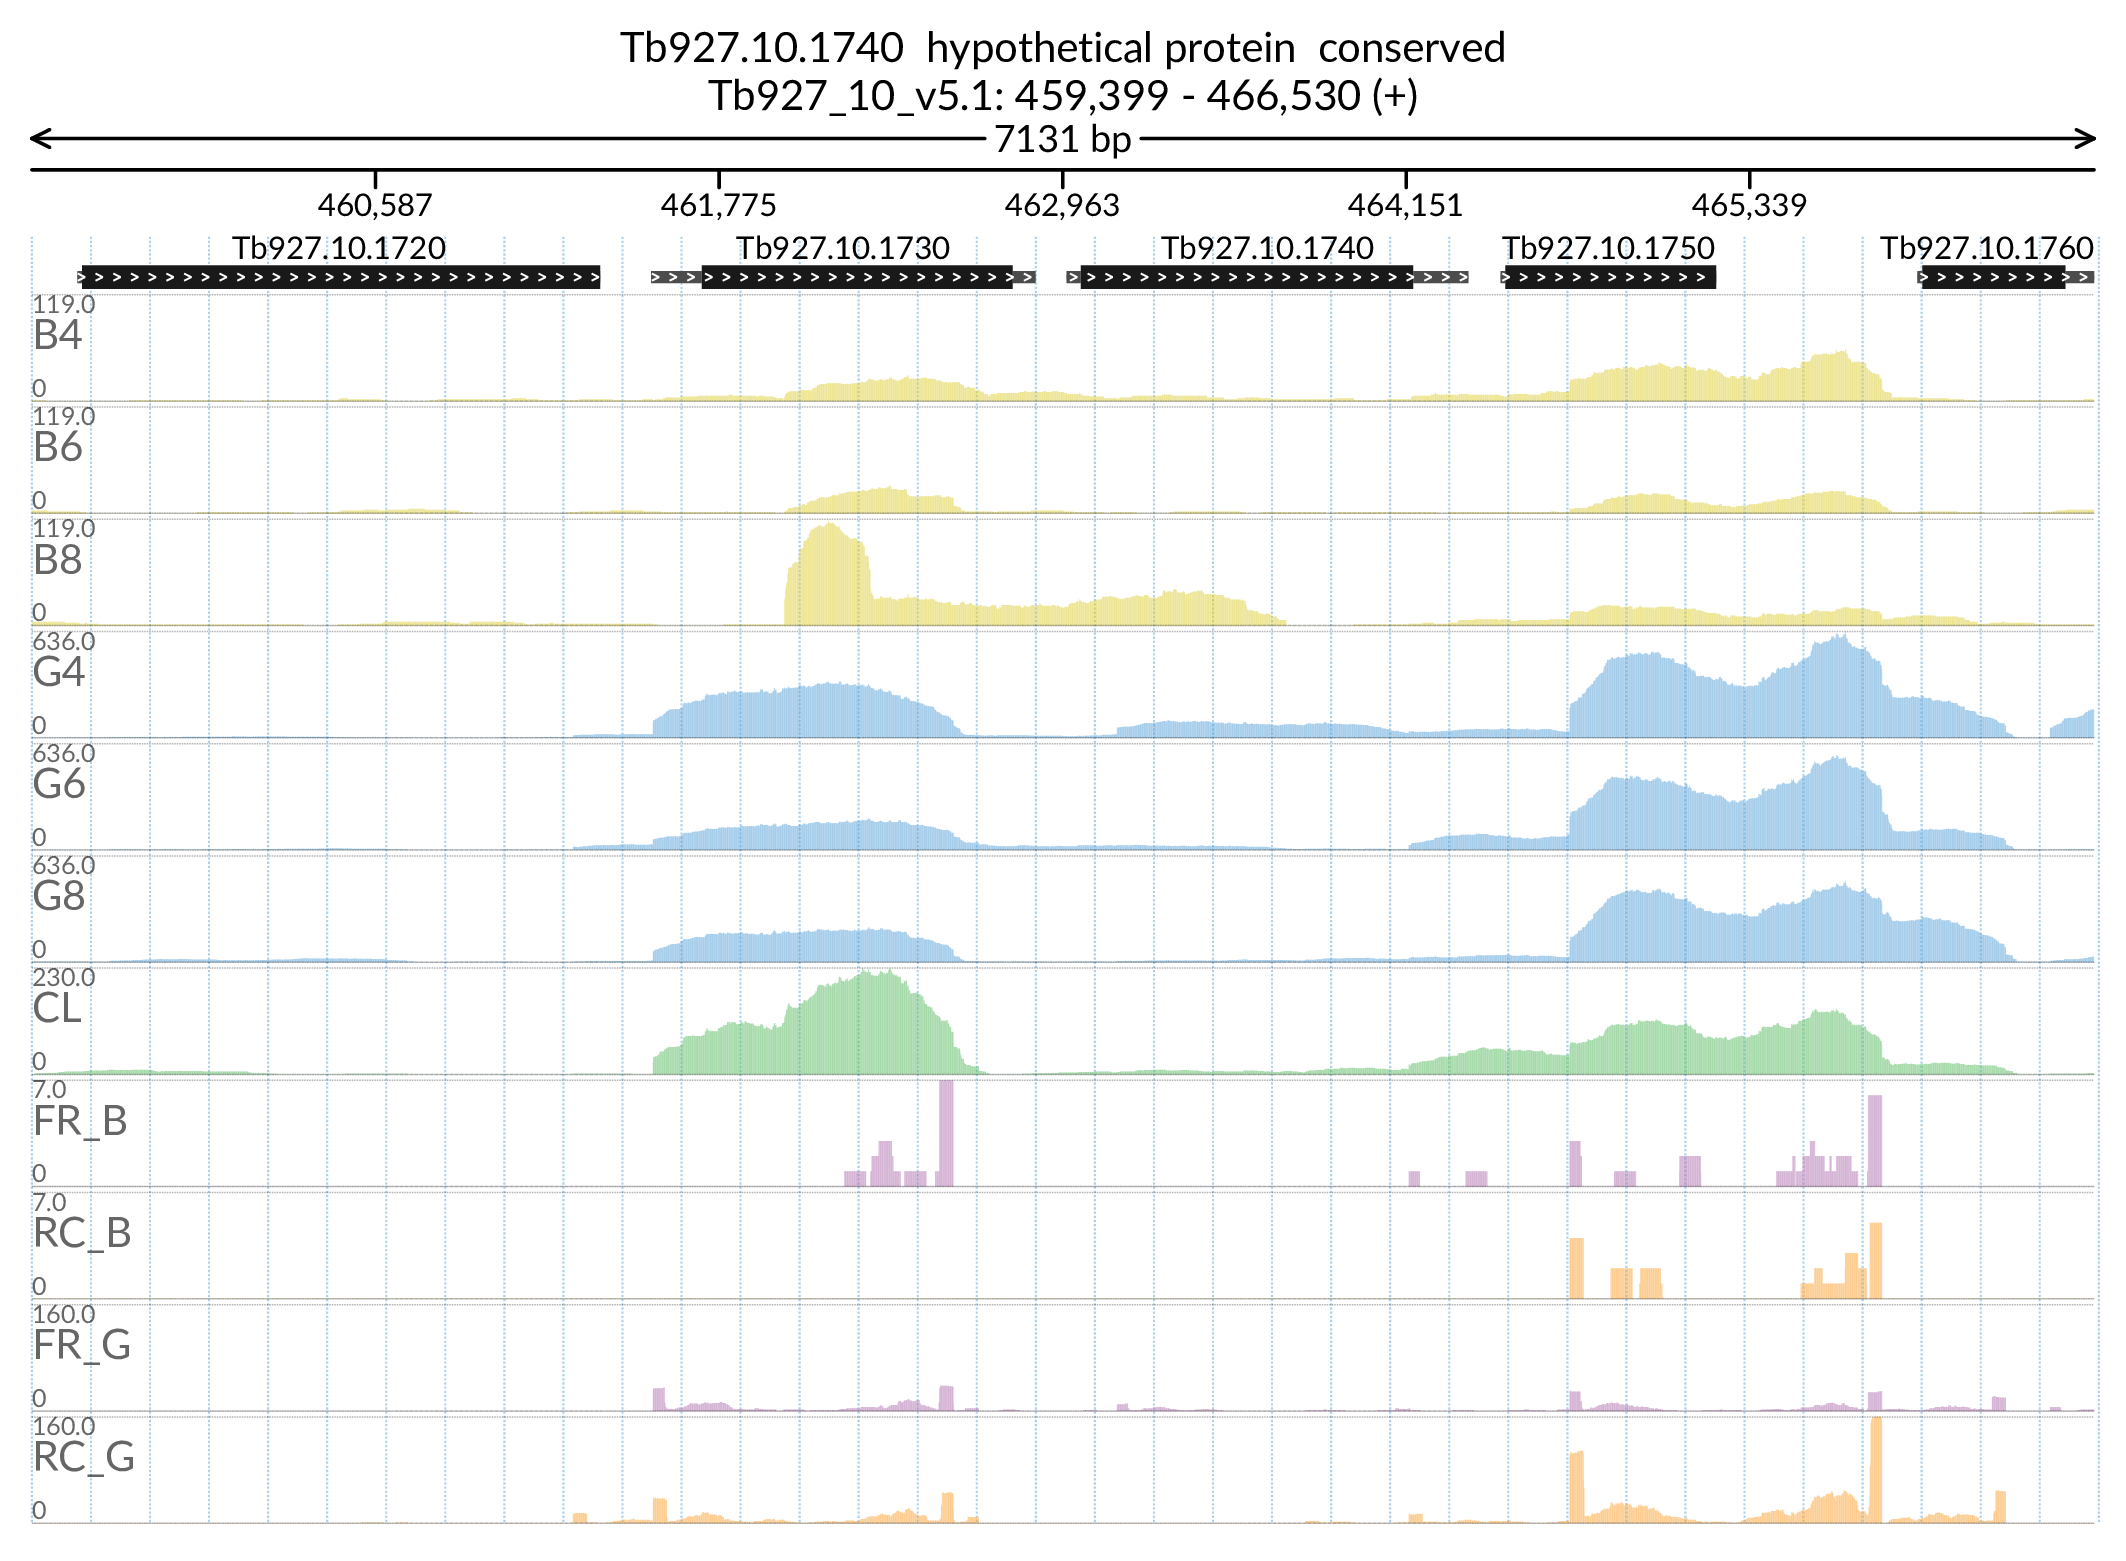 Tb927.10.1740 hypothetical protein conserved
Tb927_10_v5.1: 459,399 - 466,530 (+)
7131 bp
460,587 461,775 462,963 464,151 465,339
Tb927.10.1720 Tb927.10.1730 Tb927.10.1740 Tb927.10.1750 Tb927.10.1760
119.0
B4
0
119.0
B6
0
119.0
B8
0
636.0
G4
0
636.0
G6
0
636.0
G8
0
230.0
CL
0
7.0
FR_B
0
7.0
RC_B
0
160.0
FR_G
0
160.0
RC_G
0